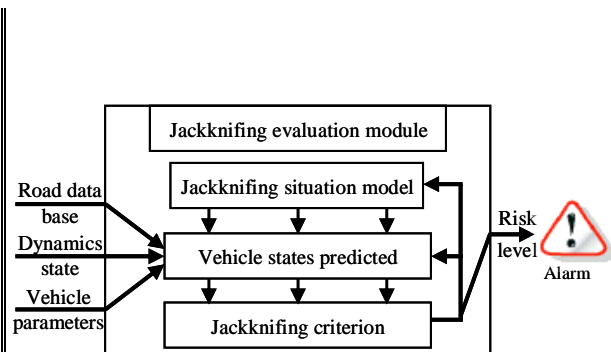 Jackknifing evaluation module
Jackknifing situation model
Road data
base
Dynamics
state
Vehicle
parameters
Vehicle states predicted
Jackknifing criterion
Risk
level
Alarm